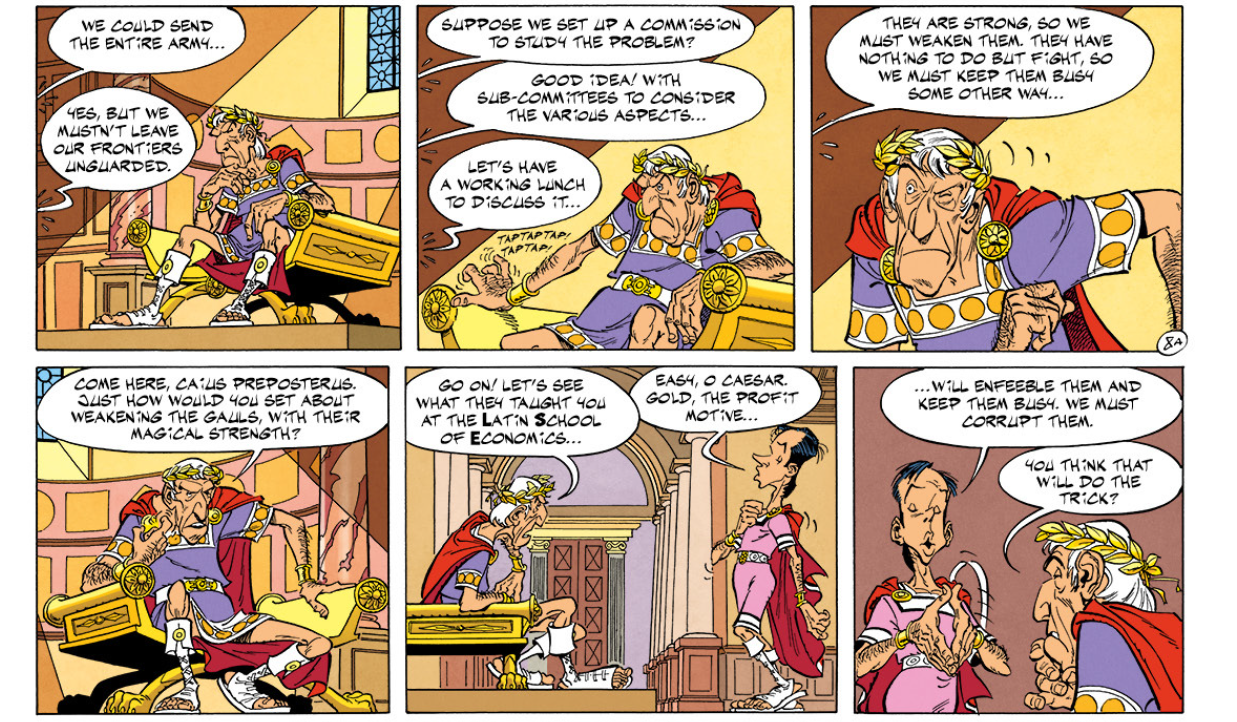 WE COULD SEND
THE ENTIRE ARMY...
YES, BUT WE
MUSTN'T LEAVE
OUR FRONTIERS
UNGUARDED.
SUPPOSE WE SET UP A COMMISSION
TO STUDY THE PROBLEM?
GOOD IDEA! WITH
SUB-COMMITTEES TO CONSIDER
THE VARIOUS ASPECTS...
LET'S HAVE
A WORKING LUNCH
TO DISCUSS IT...
TAPTAPTAP!
TAPTAP!
THEY ARE STRONG, SO WE
MUST WEAKEN THEM. THEY HAVE
NOTHING TO DO BUT FIGHT, SO
WE MUST KEEP THEM BUSY
SOME OTHER WAY...
8A
COME HERE, CAIUS PREPOSTERUS.
JUST HOW WOULD YOU SET ABOUT
WEAKENING THE GAULS, WITH THEIR
MAGICAL STRENGTH?
GO ON! LET'S SEE
WHAT THEY TAUGHT YOU
AT THE LATIN SCHOOL
OF ECONOMICS...
EASY, O CAESAR.
GOLD, THE PROFIT
MOTIVE...
...WILL ENFEEBLE THEM AND
KEEP THEM BUSY. WE MUST
CORRUPT THEM.
YOU THINK THAT
WILL DO THE
TRICK?